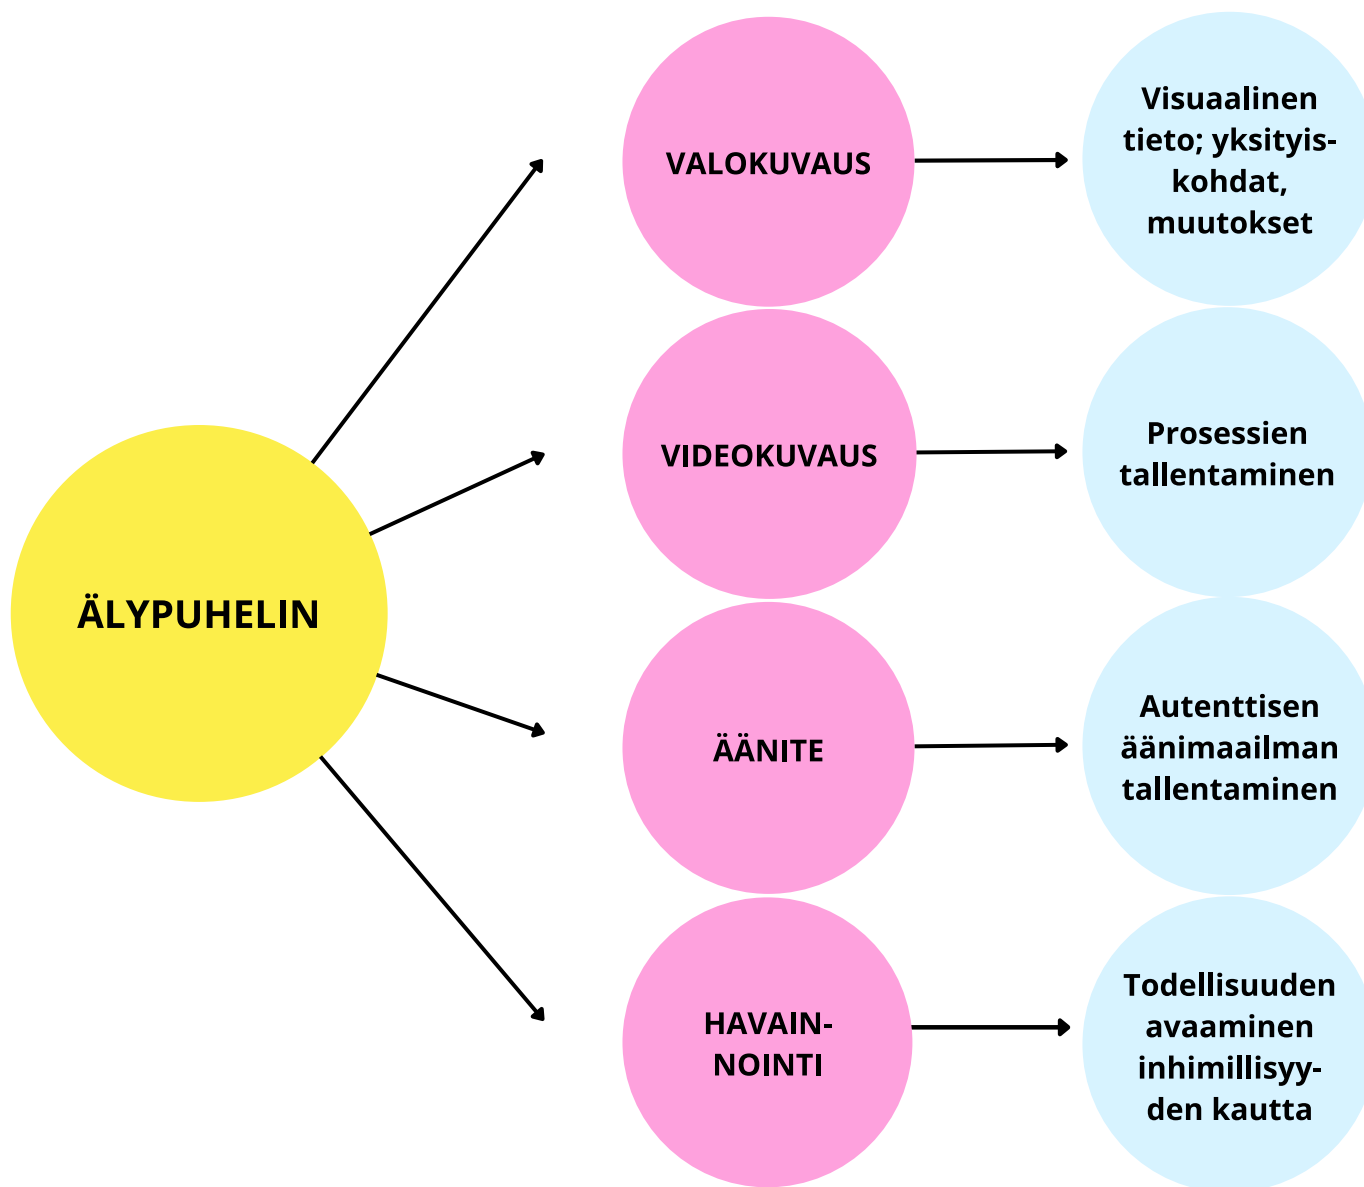 ÄLYPUHELIN
VALOKUVAUS
Visuaalinen
tieto; yksityis-
kohdat,
muutokset
VIDEOKUVAUS
Prosessien
tallentaminen
ÄÄNITE
Autenttisen
äänimaailman
tallentaminen
HAVAIN-
NOINTI
Todellisuuden
avaaminen
inhimillisyy-
den kautta